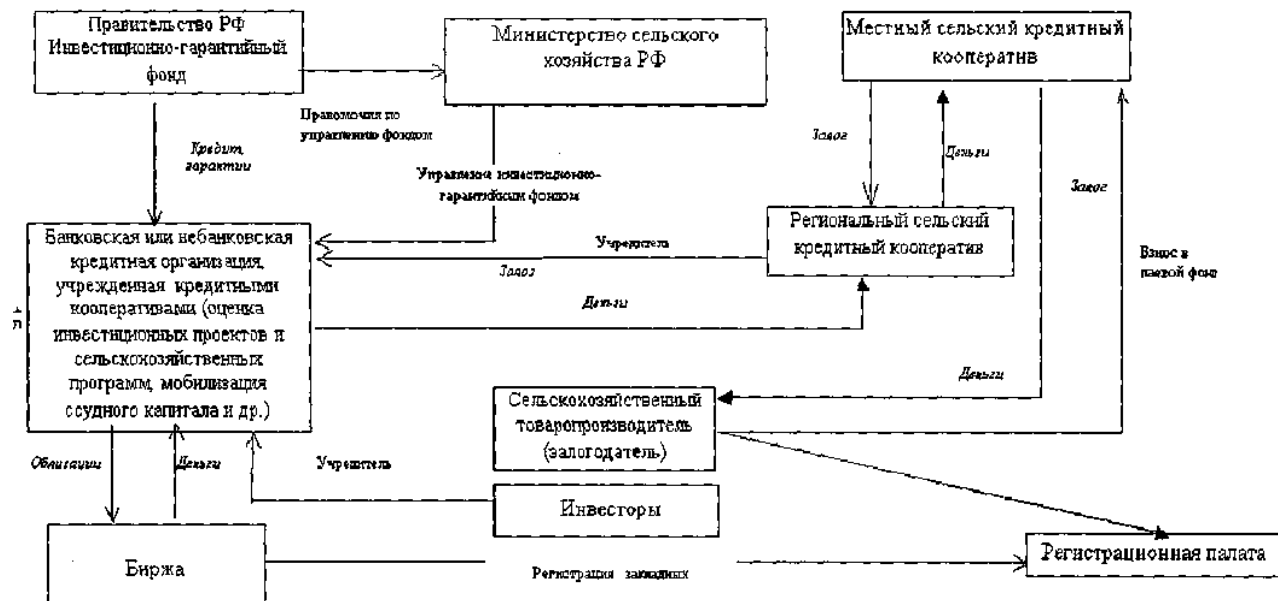 Правительство РФ
Инвестиционно-гарантийный
фонд
Министерство сельского
хозяйства РФ
Местный сельский кредитный
кооператив
Правомочия по
управлению фондом
Кредит,
гарантии
Управление инвестиционно-
гарантийным фондом
Залог
Деньги
Залог
Банковская или небанковская
кредитная организация,
учрежденная кредитными
кооперативами (оценка
инвестиционных проектов и
сельскохозяйственных
программ, мобилизация
ссудного капитала и др.)
Учредитель
Залог
Деньги
Региональный сельский
кредитный кооператив
Взнос в
паевой фонд
Деньги
Сельскохозяйственный
товаропроизводитель
(залогодатель)
Облигации
Деньги
Учредитель
Инвесторы
Биржа
Регистрация закладных
Регистрационная палата